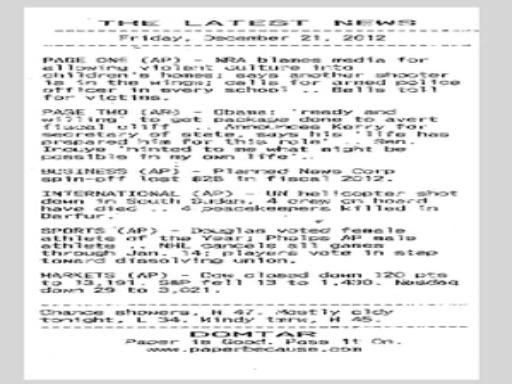 THE LATEST NEWS
Friday, December 21, 2012
PAGE ONE (AP) - NRA blames media for
allowing violent culture into
children's homes; says another shooter
is in the wings; calls for armed police
officer in every school .. Bells toll
for victims.
PAGE TWO (AP) - Obama: 'ready and
willing' to get package done to avert
fiscal cliff .. Announces Kerry for
secretary of state, says his 'life has
prepared him for this role' .. Sen.
Inouye 'hinted to me what might be
possible in my own life'..
BUSINESS (AP) - Planned News Corp
spin-off lost $2B in fiscal 2012.
INTERNATIONAL (AP) - UN helicopter shot
down in South Sudan, 4 crew on board
have died .. 4 peacekeepers killed in
Darfur.
SPORTS (AP) - Douglas voted female
athlete of the Year; Phelps AP male
athlete .. NHL cancels all games
through Jan. 14; players vote in step
toward dissolving union.
MARKETS (AP) - Dow closed down 120 pts
to 13,191. S&P fell 13 to 1,430. Nasdaq
down 29 to 3,021.
Chance showers, H 47. Mostly cldy
tonight, L 34. Windy tmrw, H 45.
DOMTAR
Paper is Good. Pass It On.
www.paperbecause.com